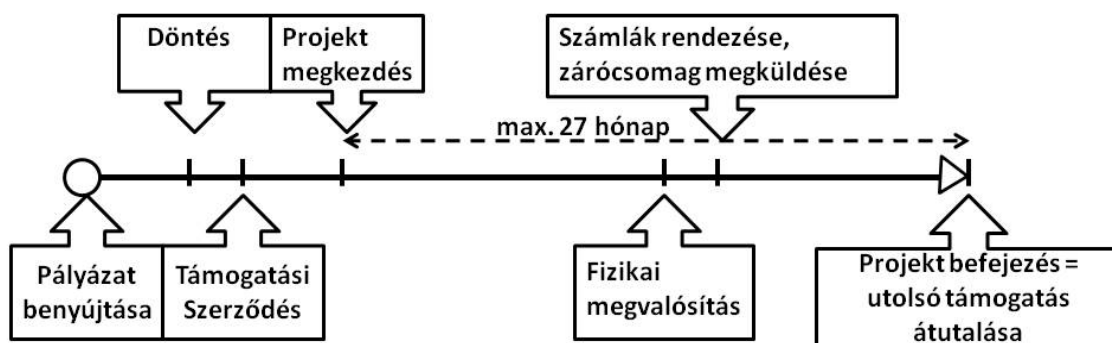 Döntés
Projekt
megkezdés
Számlák rendezése,
zárócsomag megküldése
max. 27 hónap
Pályázat
benyújtása
Támogatási
Szerződés
Fizikai
megvalósítás
Projekt befejezés =
utolsó támogatás
átutalása